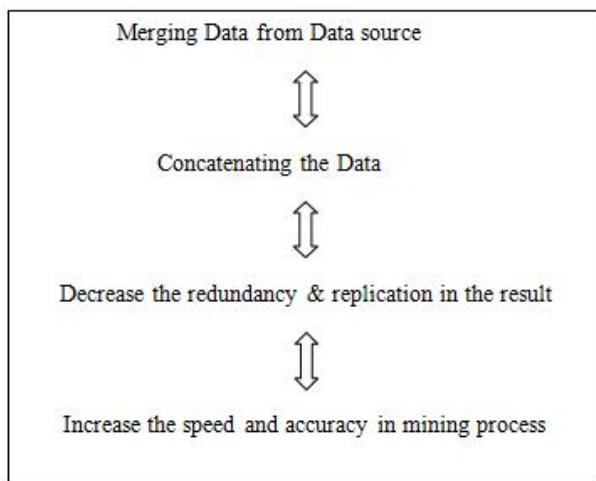 Merging Data from Data source
Concatenating the Data
Decrease the redundancy & replication in the result
Increase the speed and accuracy in mining process